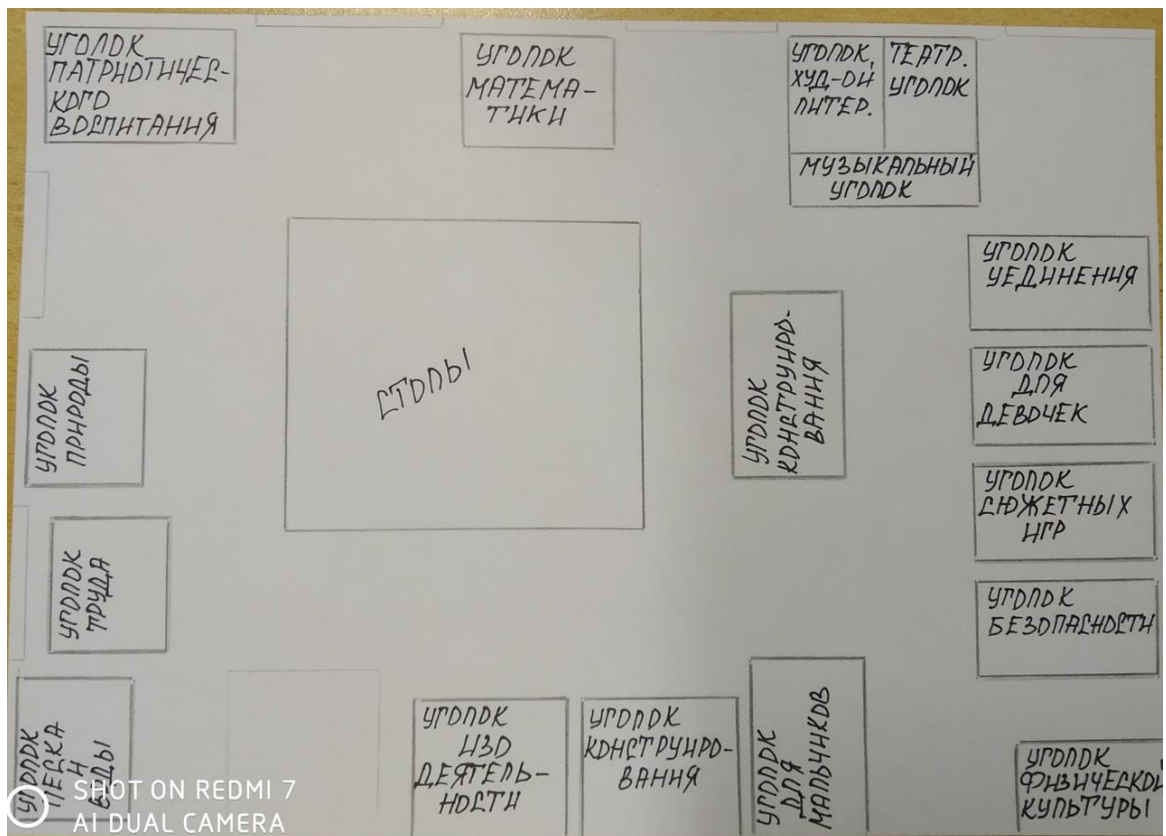 УГОЛОК
ПАТРИОТИЧЕС-
КОГО
ВОСПИТАНИЯ
УГОЛОК
МАТЕМА-
ТИКИ
УГОЛОК
ХУД-ОЙ
ЛИТЕР.
ТЕАТР.
УГОЛОК
МУЗЫКАЛЬНЫЙ
УГОЛОК
УГОЛОК
УЕДИНЕНИЯ
СТОЛЫ
УГОЛОК
КОНСТРУИРО-
ВАНИЯ
УГОЛОК
ДЛЯ
ДЕВОЧЕК
УГОЛОК
ПРИРОДЫ
УГОЛОК
СЮЖЕТНЫХ
ИГР
УГОЛОК
ТРУДА
УГОЛОК
БЕЗОПАСНОСТИ
УГОЛОК
ПЕСКА
И
ВОДЫ
УГОЛОК
ИЗО
ДЕЯТЕЛЬ-
НОСТИ
УГОЛОК
КОНСТРУИРО-
ВАНИЯ
УГОЛОК
ДЛЯ
МАЛЬЧИКОВ
УГОЛОК
ФИЗИЧЕСКОЙ
КУЛЬТУРЫ
SHOT ON REDMI 7
AI DUAL CAMERA